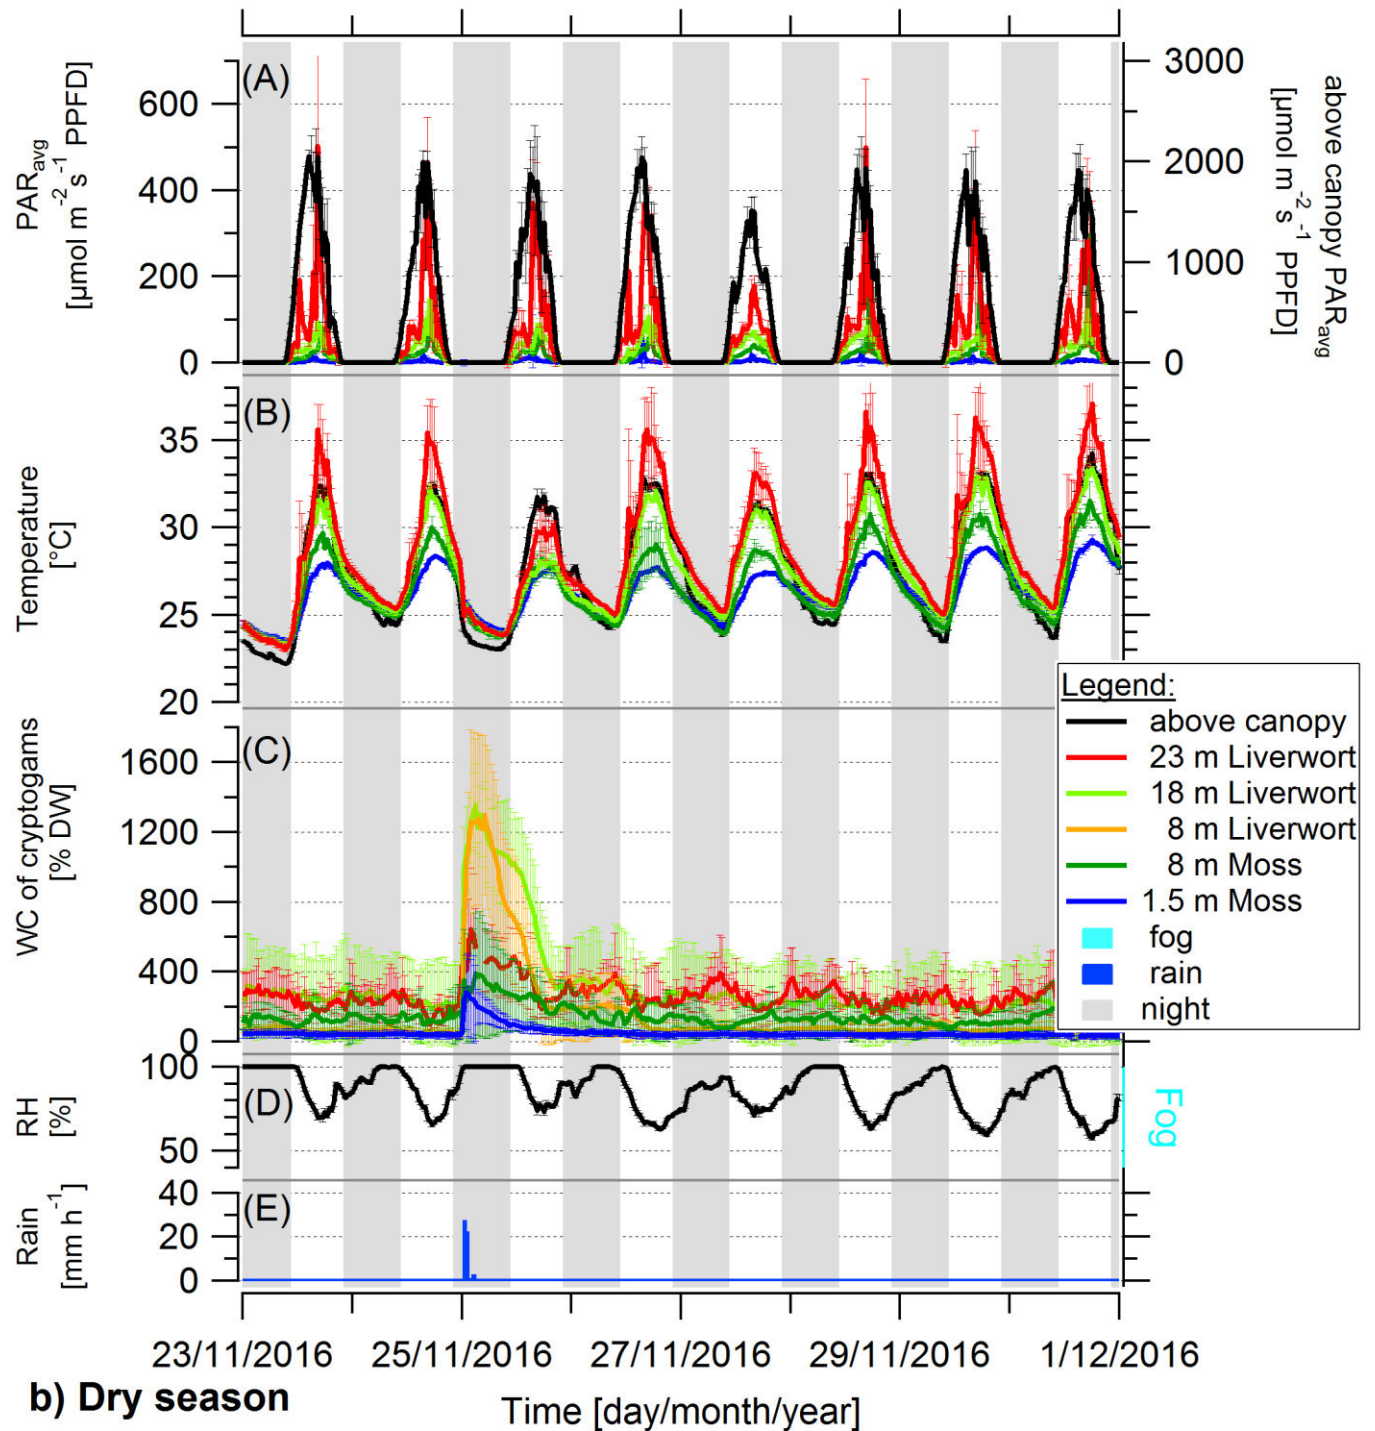 (A)
PARavg
[µmol m⁻² s⁻¹ PPFD]
600
400
200
0
3000
2000
1000
0
above canopy PARavg
[µmol m⁻² s⁻¹ PPFD]
(B)
Temperature
[°C]
35
30
25
20
Legend:
above canopy
23 m Liverwort
18 m Liverwort
8 m Liverwort
8 m Moss
1.5 m Moss
fog
rain
night
(C)
WC of cryptogams
[% DW]
1600
1200
800
400
0
(D)
RH
[%]
100
50
Fog
(E)
Rain
[mm h⁻¹]
40
20
0
23/11/2016 25/11/2016 27/11/2016 29/11/2016 1/12/2016
b) Dry season
Time [day/month/year]